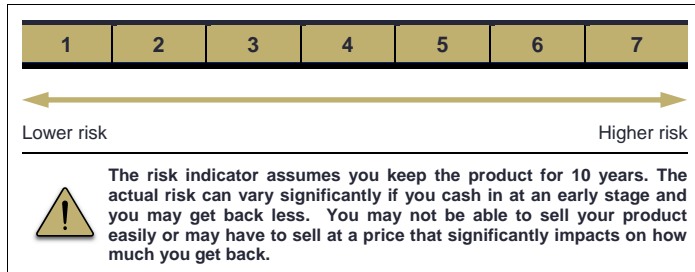 1 2 3 4 5 6 7
Lower risk Higher risk
The risk indicator assumes you keep the product for 10 years. The
actual risk can vary significantly if you cash in at an early stage and
you may get back less. You may not be able to sell your product
easily or may have to sell at a price that significantly impacts on how
much you get back.